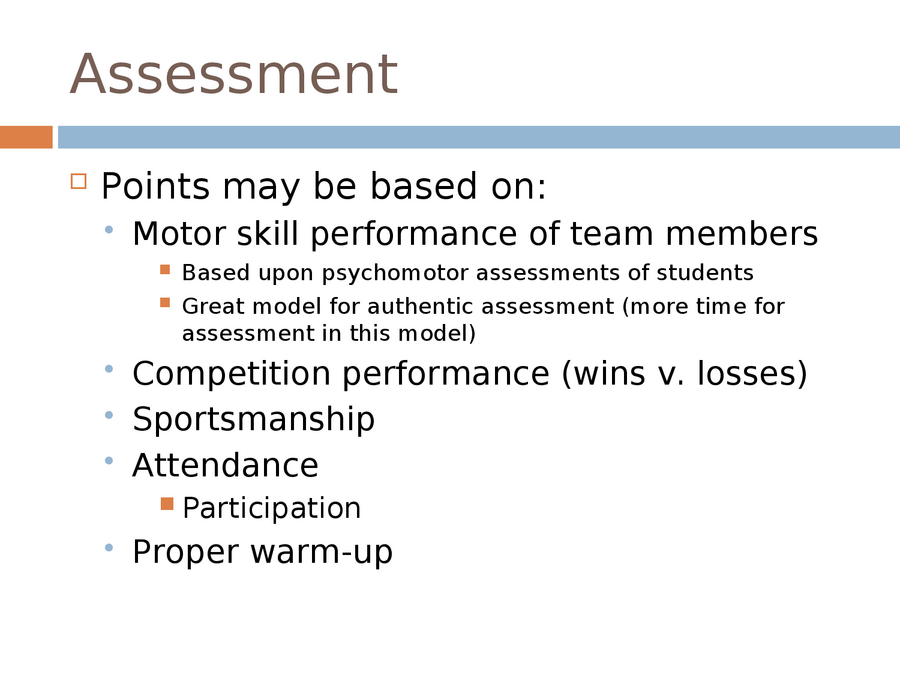 Assessment
Points may be based on:
Motor skill performance of team members
Based upon psychomotor assessments of students
Great model for authentic assessment (more time for
assessment in this model)
Competition performance (wins v. losses)
Sportsmanship
Attendance
Participation
Proper warm-up